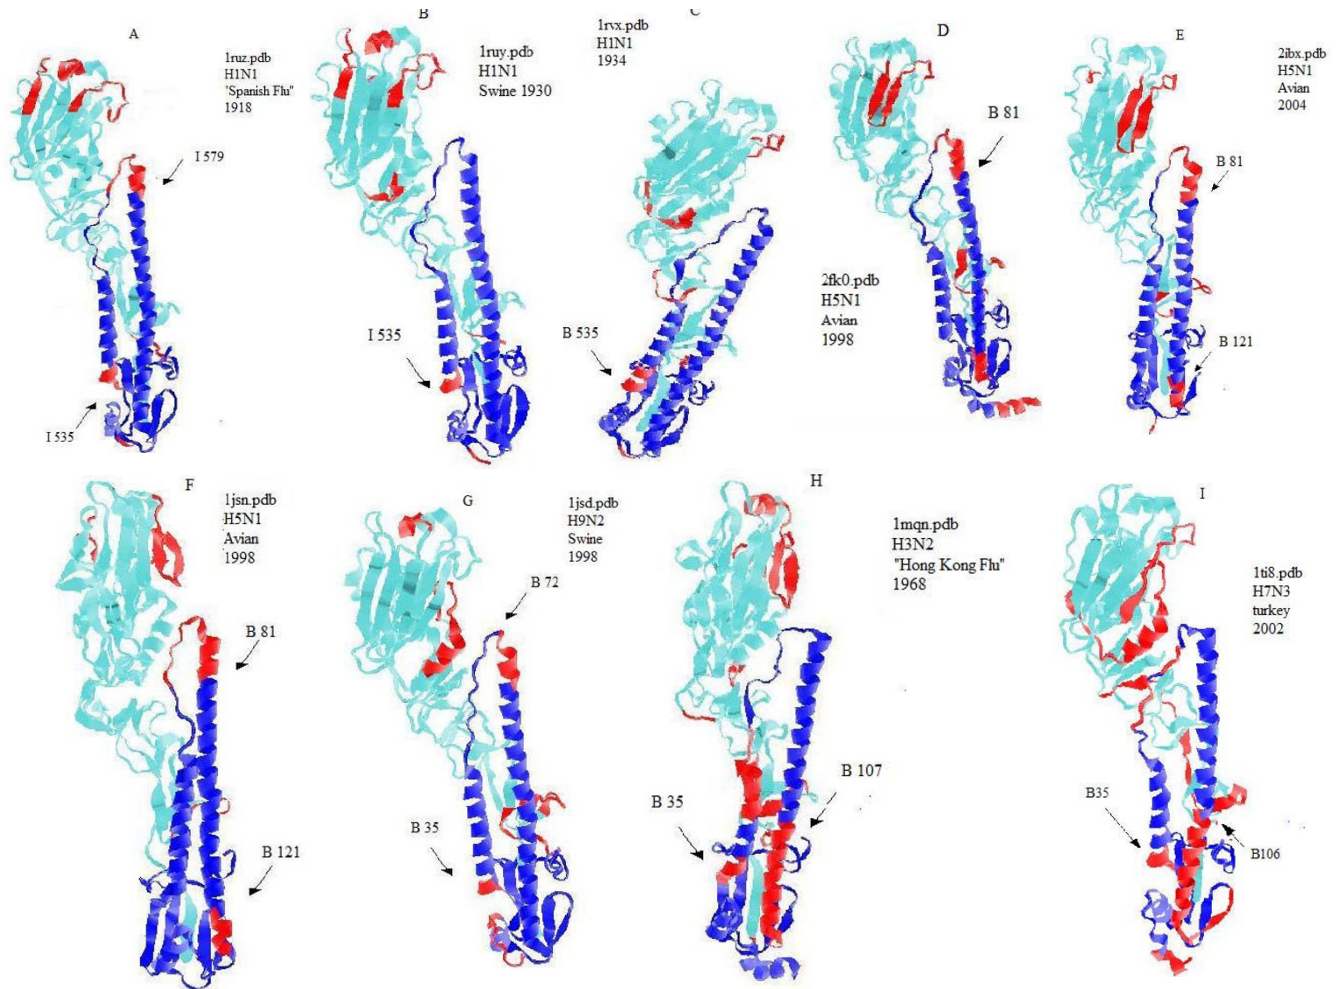 A
1ruz.pdb
H1N1
"Spanish Flu"
1918
I 579
I 535
B
1ruy.pdb
H1N1
Swine 1930
I 535
C
1rvx.pdb
H1N1
1934
B 535
D
B 81
2fk0.pdb
H5N1
Avian
1998
E
2ibx.pdb
H5N1
Avian
2004
B 81
B 121
F
1jsn.pdb
H5N1
Avian
1998
B 81
B 121
G
1jsd.pdb
H9N2
Swine
1998
B 72
B 35
H
1mqn.pdb
H3N2
"Hong Kong Flu"
1968
B 35
B 107
I
1ti8.pdb
H7N3
turkey
2002
B35
B106